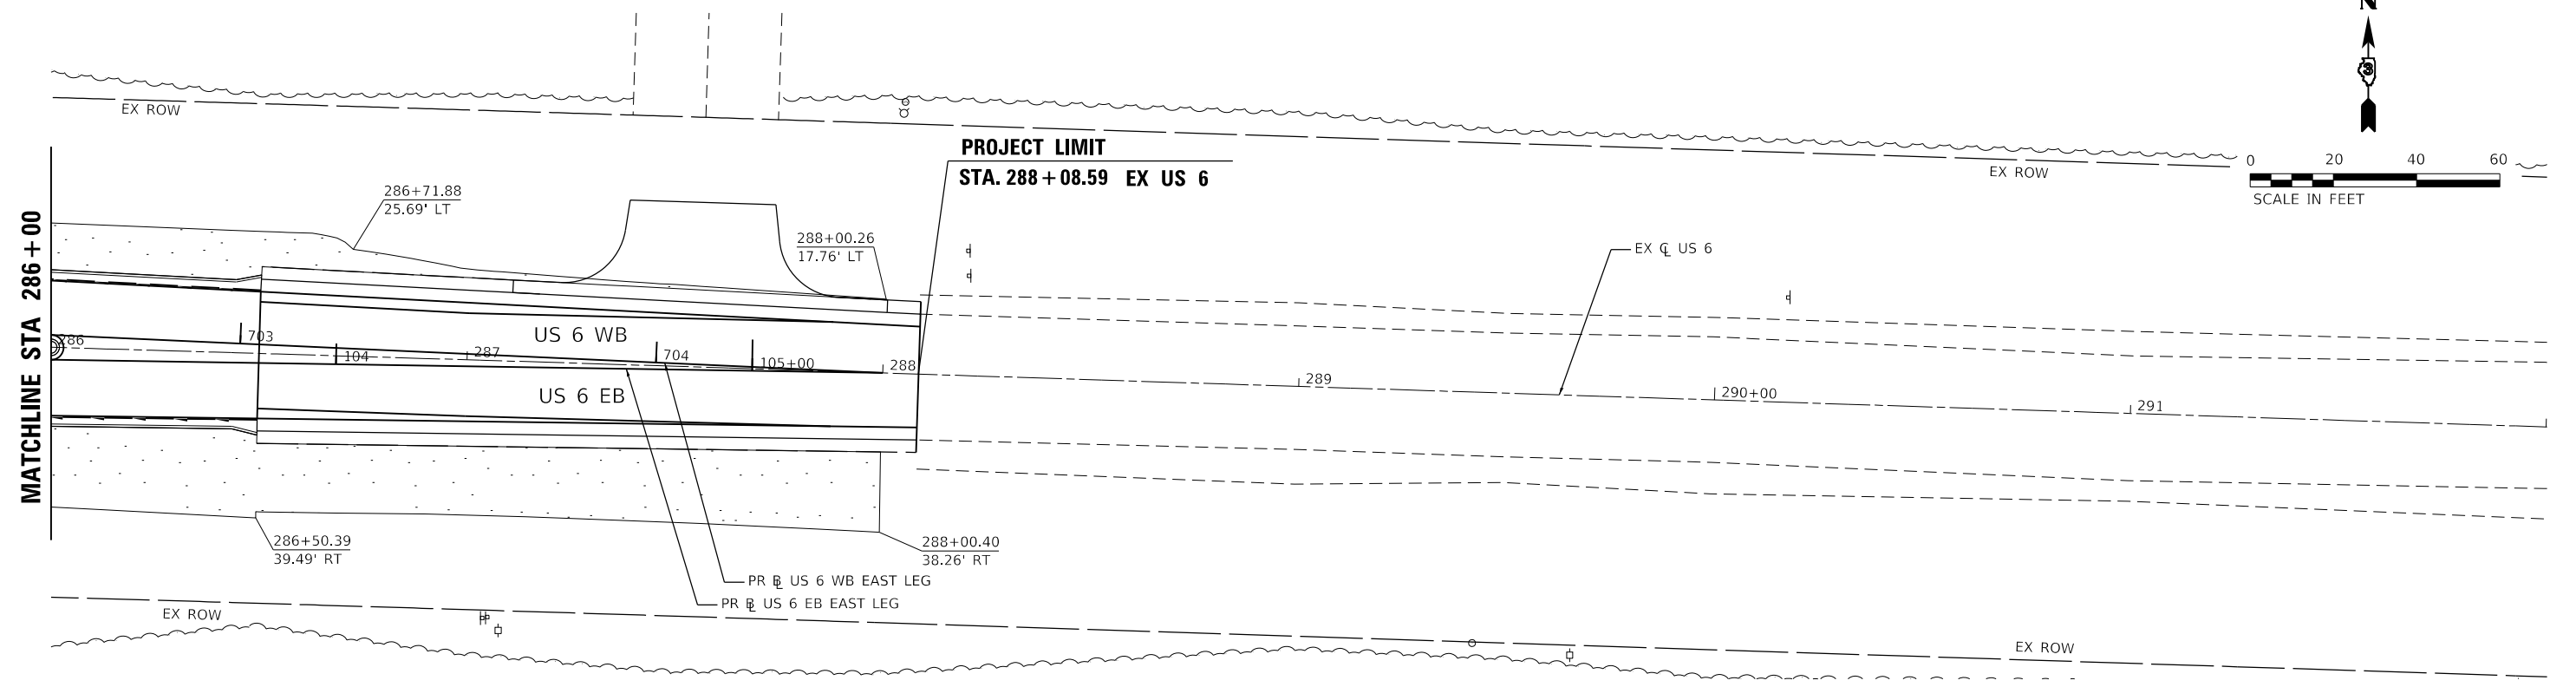 N
3
EX ROW
PROJECT LIMIT
STA. 288+08.59 EX US 6
0 20 40 60
SCALE IN FEET
EX ROW
286+71.88
25.69' LT
288+00.26
17.76' LT
EX ℄ US 6
MATCHLINE STA 286+00
US 6 WB
286
703
104
287
704
105+00
288
289
290+00
291
US 6 EB
286+50.39
39.49' RT
288+00.40
38.26' RT
PR BL US 6 WB EAST LEG
PR BL US 6 EB EAST LEG
EX ROW
EX ROW